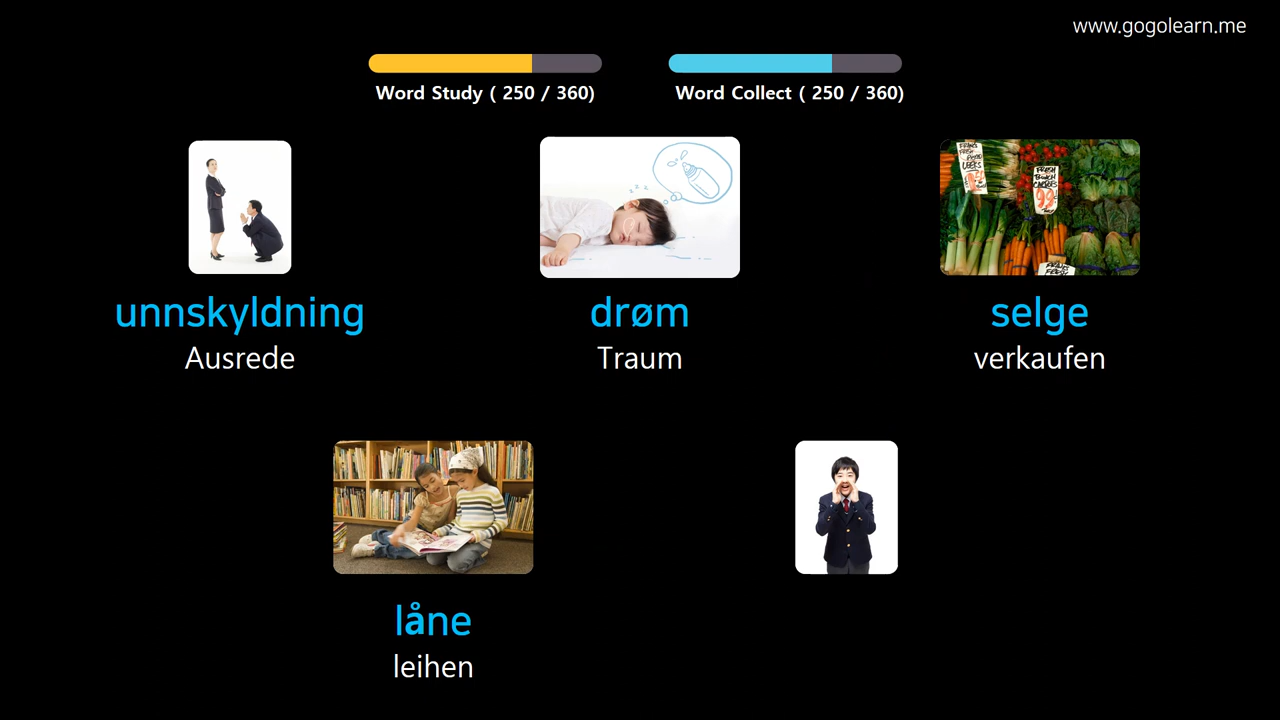 www.gogolearn.me
Word Study ( 250 / 360)
Word Collect ( 250 / 360)
unnskyldning
Ausrede
drøm
Traum
selge
verkaufen
låne
leihen